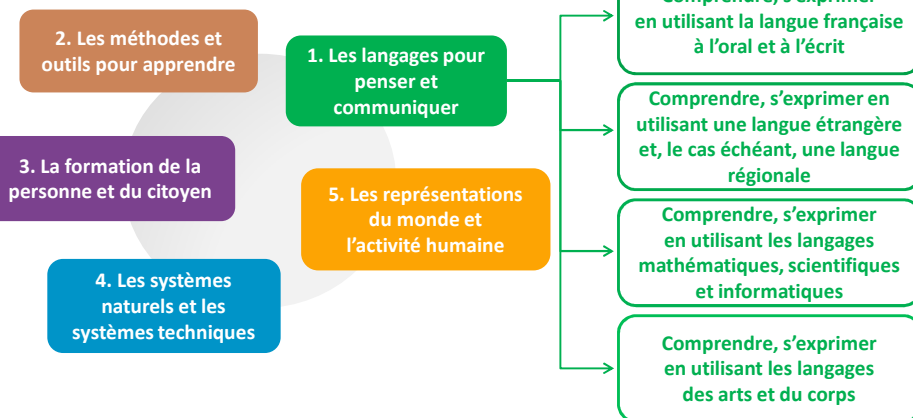 2. Les méthodes et
outils pour apprendre
1. Les langages pour
penser et
communiquer
3. La formation de la
personne et du citoyen
5. Les représentations
du monde et
l’activité humaine
4. Les systèmes
naturels et les
systèmes techniques
Comprendre, s’exprimer
en utilisant la langue française
à l’oral et à l’écrit
Comprendre, s’exprimer en
utilisant une langue étrangère
et, le cas échéant, une langue
régionale
Comprendre, s’exprimer
en utilisant les langages
mathématiques, scientifiques
et informatiques
Comprendre, s’exprimer
en utilisant les langages
des arts et du corps